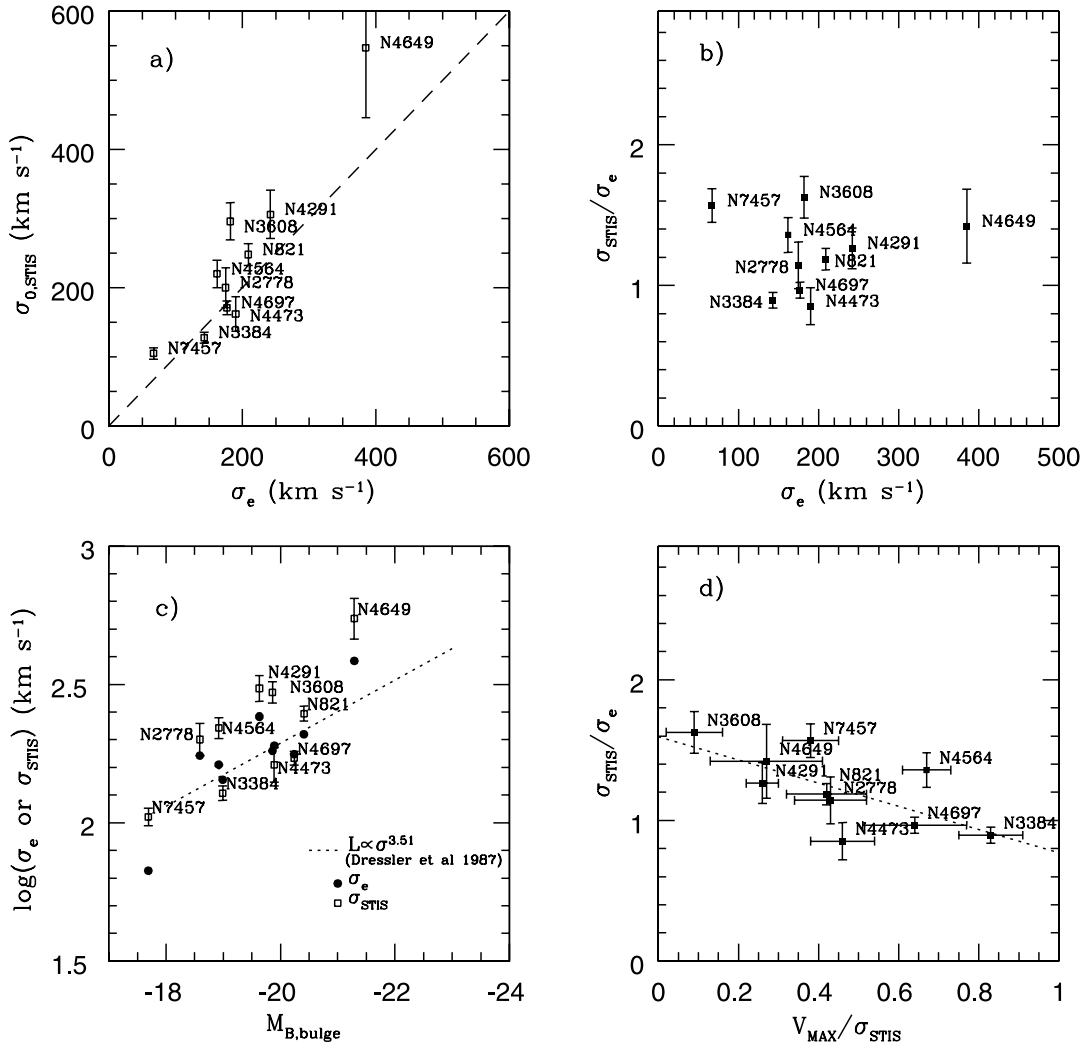 a)
N4649
N4291
N3608
N821
N4564
N2778
N4697
N4473
N3384
N7457
600
400
200
0
0 200 400 600
σ0,STIS (km s⁻¹)
σe (km s⁻¹)
b)
N3608
N7457
N4649
N4564
N4291
N821
N2778
N4697
N3384
N4473
2
1
0
0 100 200 300 400 500
σSTIS/σe
σe (km s⁻¹)
c)
N4649
N4291
N3608
N821
N4564
N2778
N4697
N4473
N3384
N7457
L∝σ^3.51
(Dressler et al 1987)
σe
σSTIS
3
2.5
2
1.5
-18 -20 -22 -24
log(σe or σSTIS) (km s⁻¹)
MB,bulge
d)
N3608
N7457
N4649
N4564
N4291
N821
N2778
N4697
N4473
N3384
2
1
0
0 0.2 0.4 0.6 0.8 1
σSTIS/σe
VMAX/σSTIS